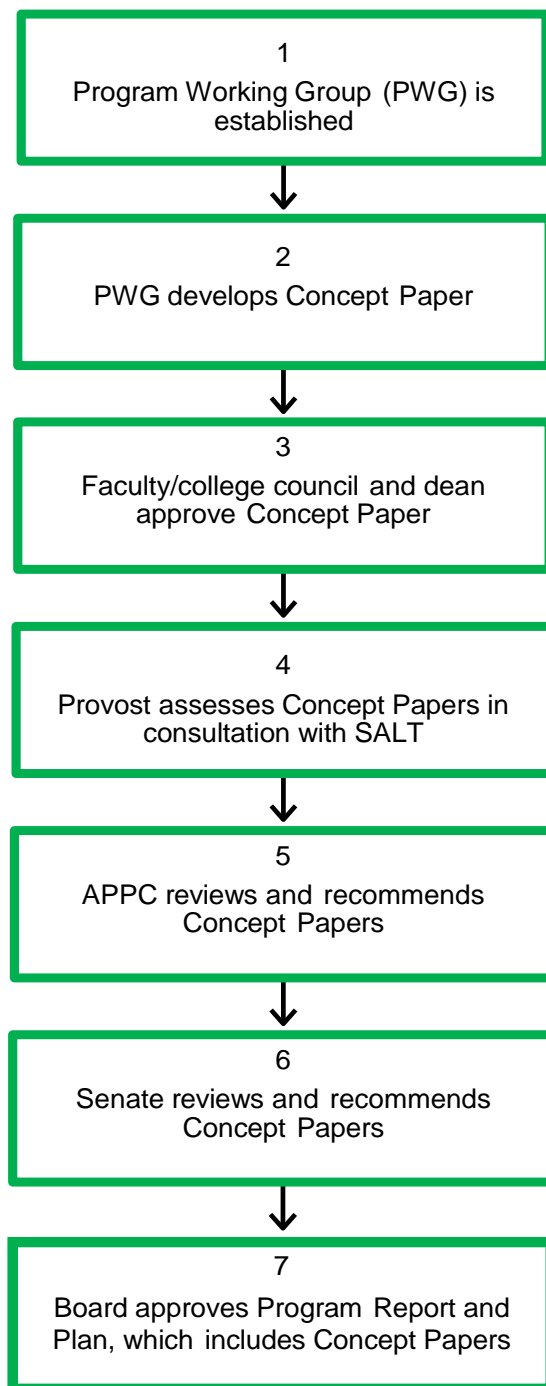 1
Program Working Group (PWG) is
established
2
PWG develops Concept Paper
3
Faculty/college council and dean
approve Concept Paper
4
Provost assesses Concept Papers in
consultation with SALT
5
APPC reviews and recommends
Concept Papers
6
Senate reviews and recommends
Concept Papers
7
Board approves Program Report and
Plan, which includes Concept Papers